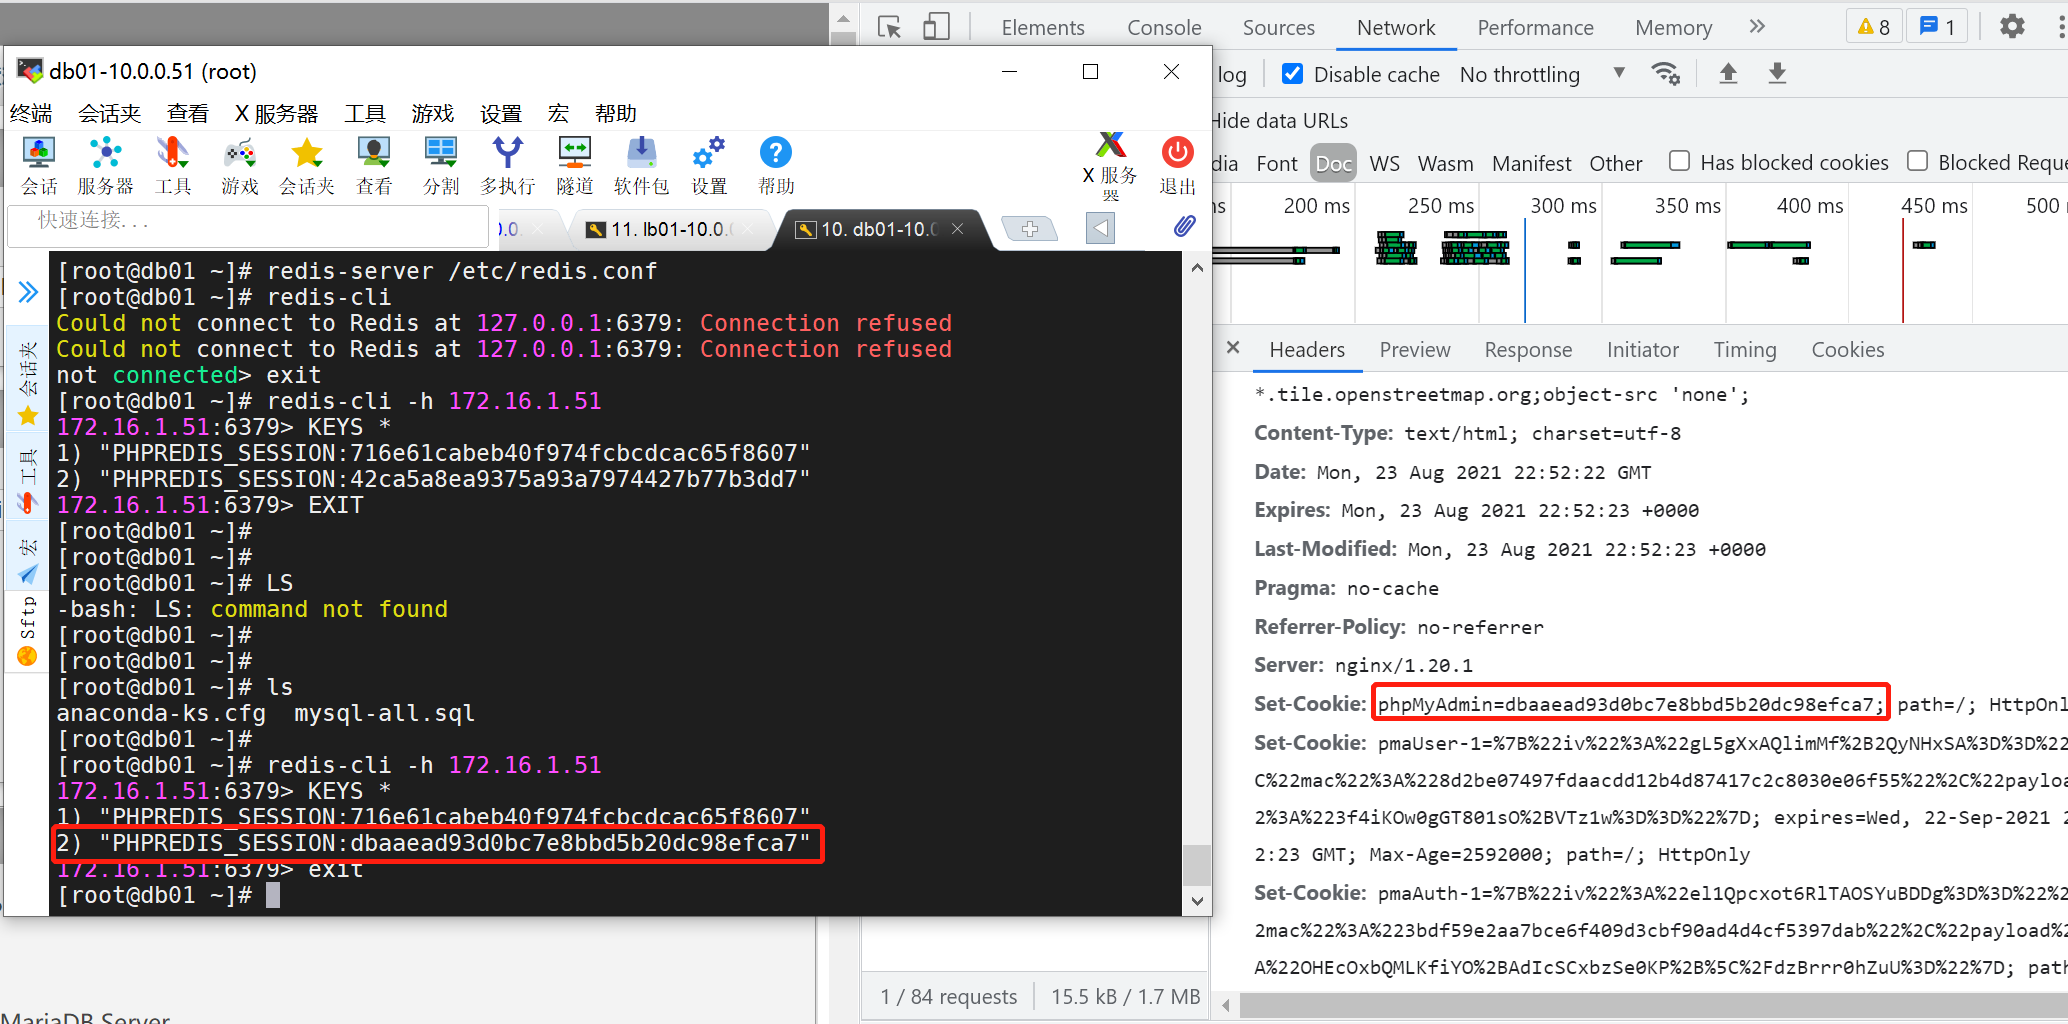 db01-10.0.0.51 (root)
终端 会话夹 查看 X 服务器 工具 游戏 设置 宏 帮助
会话 服务器 工具 游戏 会话夹 查看 分割 多执行 隧道 软件包 设置 帮助 X 服务器 退出
快速连接...
11. lb01-10.0. 10. db01-10.0
会话夹
工具
宏
Sftp
[root@db01 ~]# redis-server /etc/redis.conf
[root@db01 ~]# redis-cli
Could not connect to Redis at 127.0.0.1:6379: Connection refused
Could not connect to Redis at 127.0.0.1:6379: Connection refused
not connected> exit
[root@db01 ~]# redis-cli -h 172.16.1.51
172.16.1.51:6379> KEYS *
1) "PHPREDIS_SESSION:716e61cabeb40f974fcbcdcac65f8607"
2) "PHPREDIS_SESSION:42ca5a8ea9375a93a7974427b77b3dd7"
172.16.1.51:6379> EXIT
[root@db01 ~]#
[root@db01 ~]#
[root@db01 ~]# LS
-bash: LS: command not found
[root@db01 ~]#
[root@db01 ~]#
[root@db01 ~]# ls
anaconda-ks.cfg  mysql-all.sql
[root@db01 ~]#
[root@db01 ~]# redis-cli -h 172.16.1.51
172.16.1.51:6379> KEYS *
1) "PHPREDIS_SESSION:716e61cabeb40f974fcbcdcac65f8607"
2) "PHPREDIS_SESSION:dbaaead93d0bc7e8bbd5b20dc98efca7"
172.16.1.51:6379> exit
[root@db01 ~]#
MariaDB Server
Elements Console Sources Network Performance Memory 8 1
log Disable cache No throttling
Hide data URLs
Font Doc WS Wasm Manifest Other Has blocked cookies Blocked Reque
200 ms 250 ms 300 ms 350 ms 400 ms 450 ms 500
Headers Preview Response Initiator Timing Cookies
*.tile.openstreetmap.org;object-src 'none';
Content-Type: text/html; charset=utf-8
Date: Mon, 23 Aug 2021 22:52:22 GMT
Expires: Mon, 23 Aug 2021 22:52:23 +0000
Last-Modified: Mon, 23 Aug 2021 22:52:23 +0000
Pragma: no-cache
Referrer-Policy: no-referrer
Server: nginx/1.20.1
Set-Cookie: phpMyAdmin=dbaaead93d0bc7e8bbd5b20dc98efca7; path=/; HttpOnl
Set-Cookie: pmaUser-1=%7B%22iv%22%3A%22gL5gXxAQlimMf%2B2QyNHxSA%3D%3D%22
C%22mac%22%3A%228d2be07497fdaacdd12b4d87417c2c8030e06f55%22%2C%22payloa
2%3A%223f4iKOw0gGT801sO%2BVTz1w%3D%3D%22%7D; expires=Wed, 22-Sep-2021 2
2:23 GMT; Max-Age=2592000; path=/; HttpOnly
Set-Cookie: pmaAuth-1=%7B%22iv%22%3A%22el1Qpcxot6RlTAOSYuBDDg%3D%3D%22%2
2mac%22%3A%223bdf59e2aa7bce6f409d3cbf90ad4d4cf5397dab%22%2C%22payload%2
A%22OHEcOxbQMLKfiYO%2BAdIcSCxbzSe0KP%2B%5C%2FdzBrrr0hZuU%3D%22%7D; path
1 / 84 requests 15.5 kB / 1.7 MB